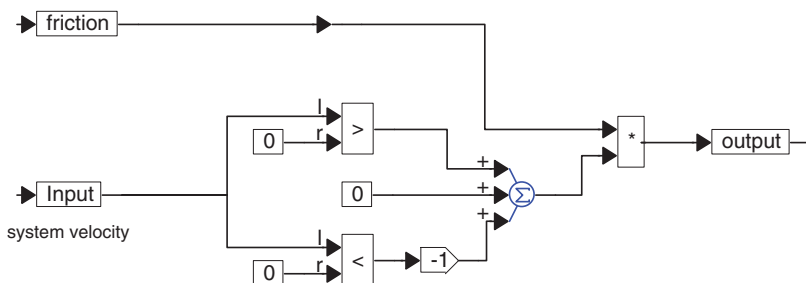 friction
l
0
r
>
*
output
+
Input
0
+
Σ
system velocity
+
l
0
r
<
-1